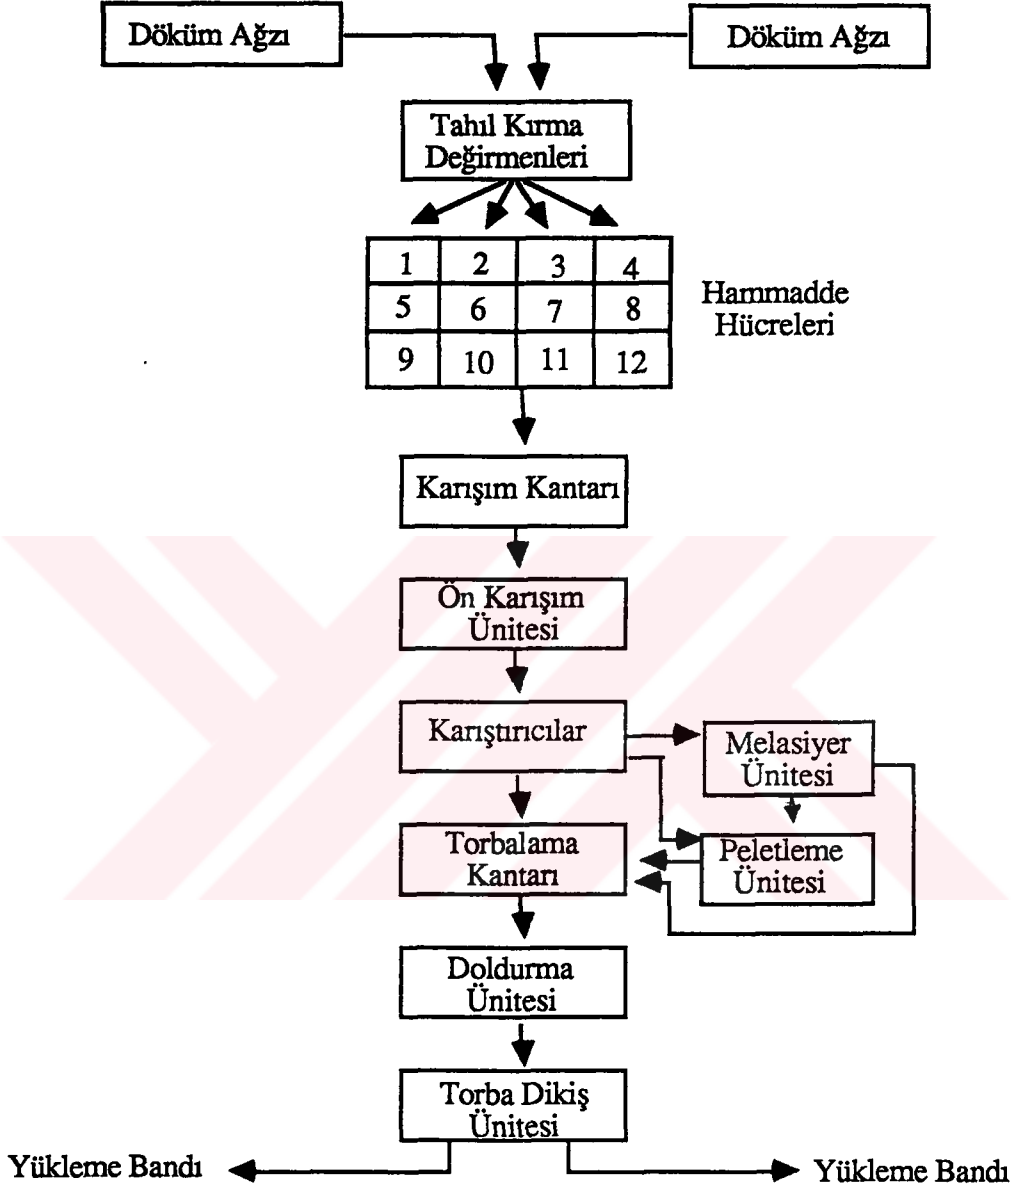 Döküm Ağzı
Döküm Ağzı
Tahıl Kırma
Değirmenleri
1 2 3 4
5 6 7 8
9 10 11 12
Hammadde
Hücreleri
Karışım Kantarı
Ön Karışım
Ünitesi
Karıştırıcılar
Melasiyer
Ünitesi
Torbalama
Kantarı
Peletleme
Ünitesi
Doldurma
Ünitesi
Torba Dikiş
Ünitesi
Yükleme Bandı
Yükleme Bandı